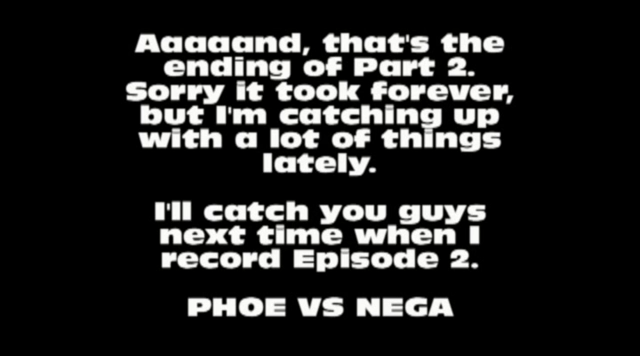 Aaaaand, that's the
ending of Part 2.
Sorry it took forever,
but I'm catching up
with a lot of things
lately.
I'll catch you guys
next time when I
record Episode 2.
PHOE VS NEGA